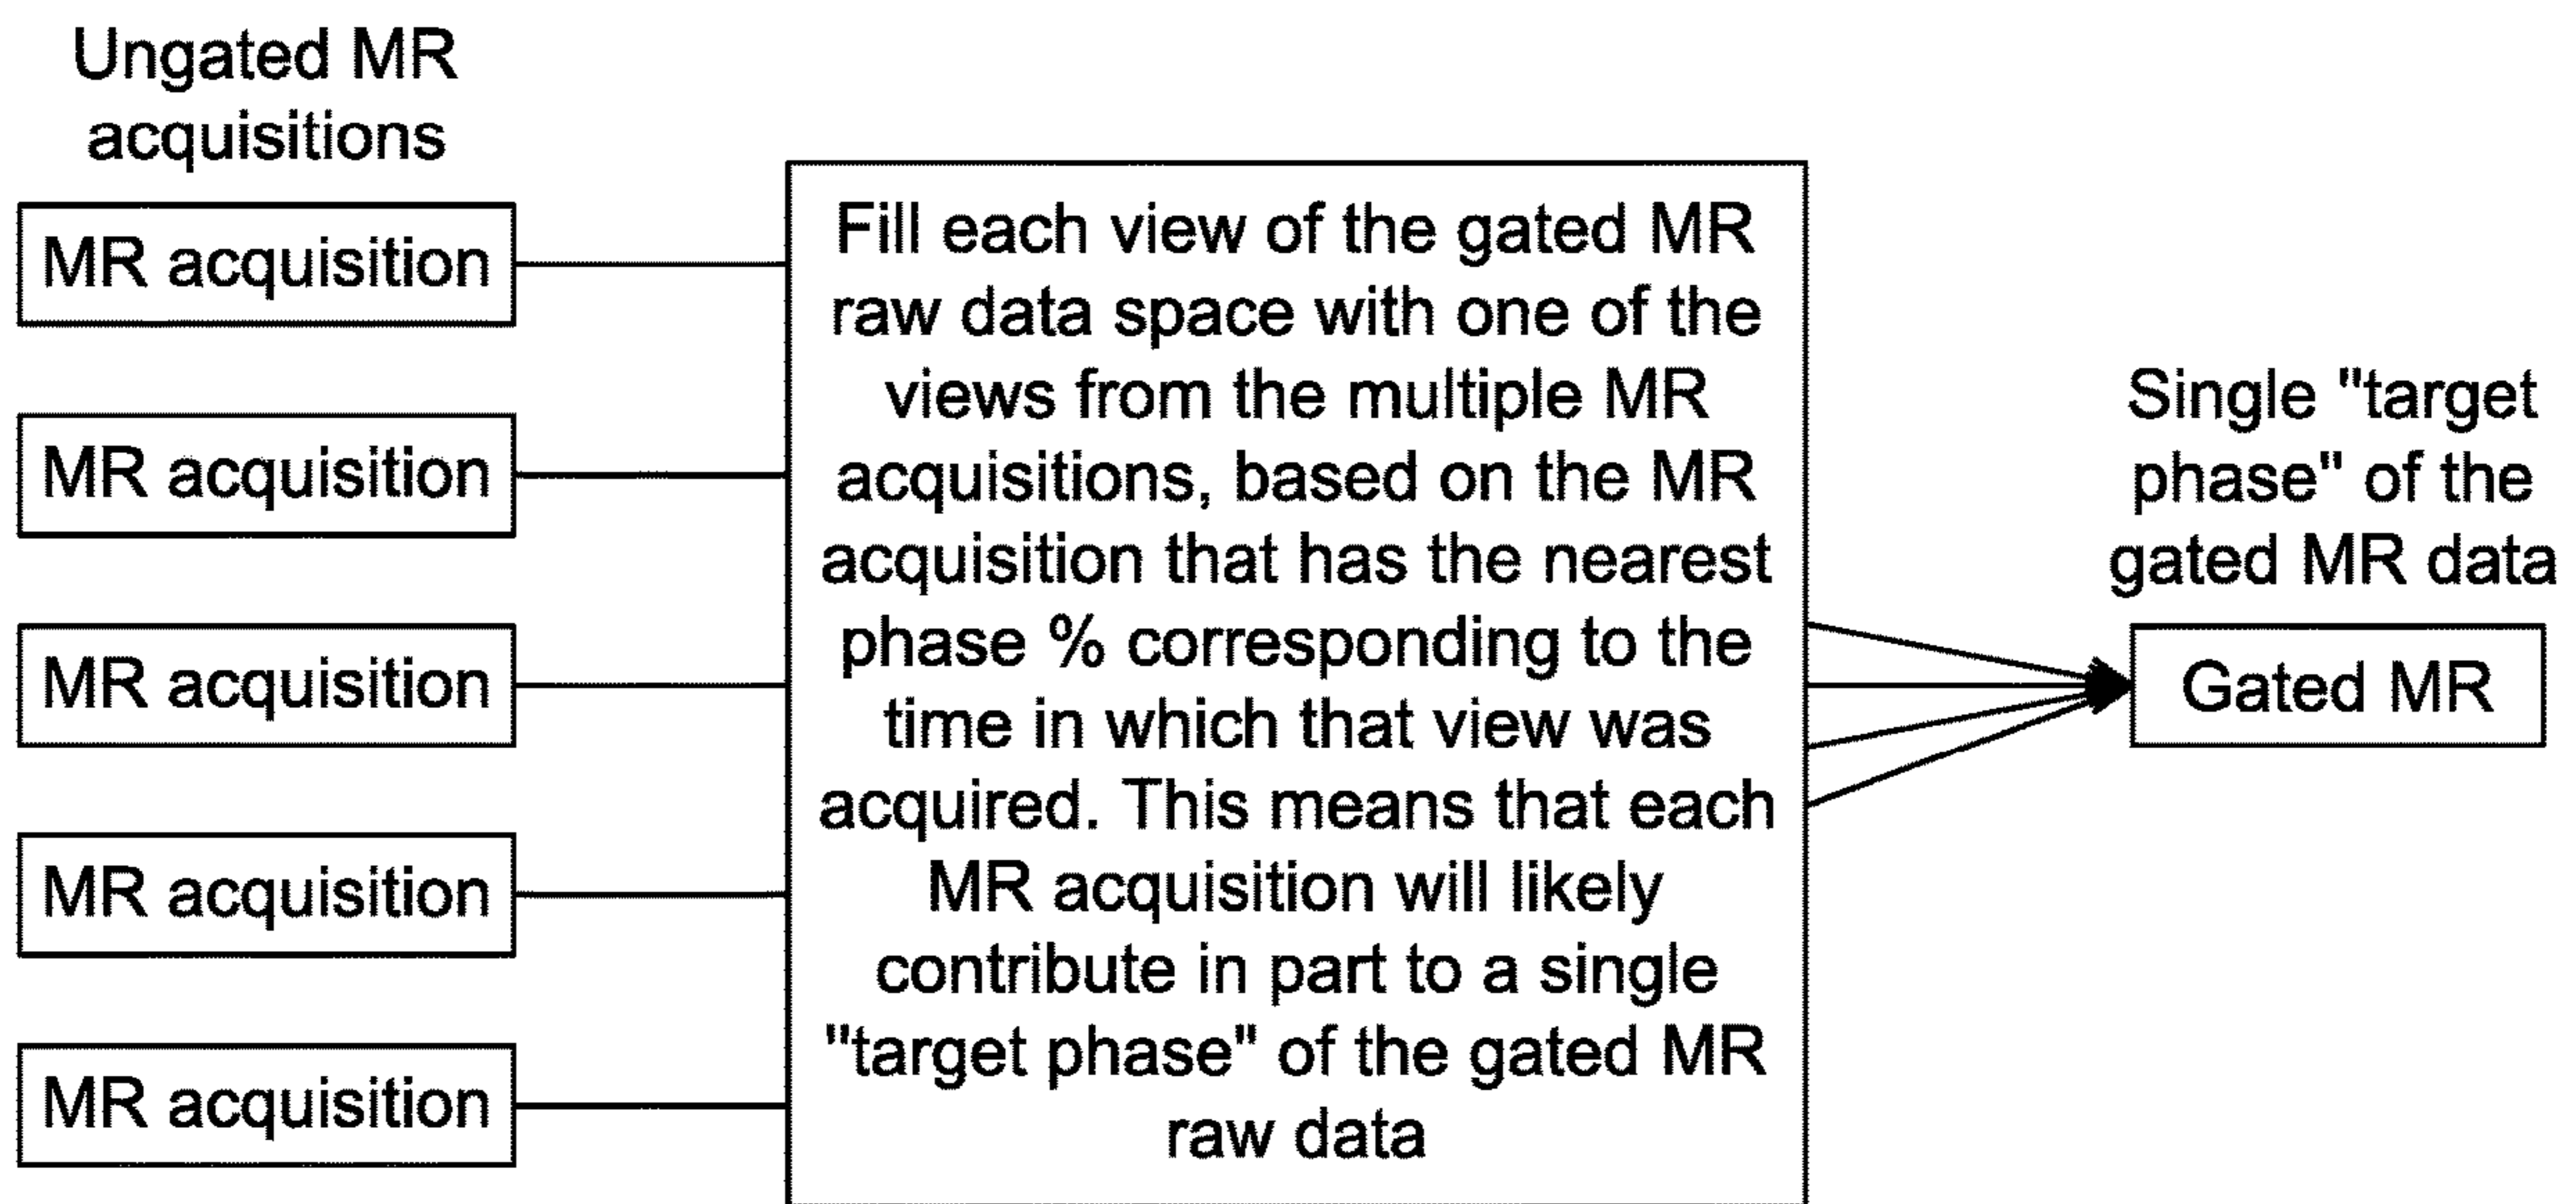 Ungated MR
acquisitions
MR acquisition
MR acquisition
MR acquisition
MR acquisition
MR acquisition
Fill each view of the gated MR
raw data space with one of the
views from the multiple MR
acquisitions, based on the MR
acquisition that has the nearest
phase % corresponding to the
time in which that view was
acquired. This means that each
MR acquisition will likely
contribute in part to a single
"target phase" of the gated MR
raw data
Single "target
phase" of the
gated MR data
Gated MR